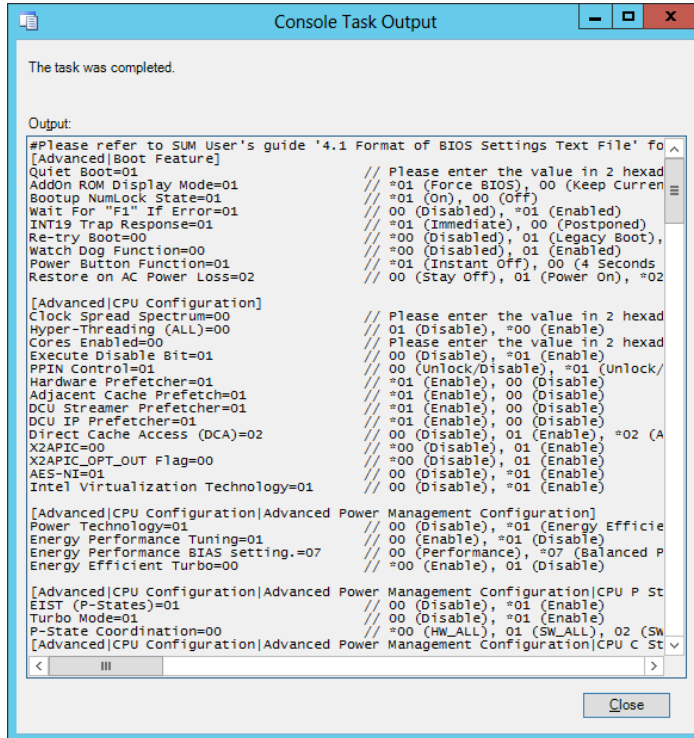 Console Task Output
The task was completed.
Output:
#Please refer to SUM User's guide '4.1 Format of BIOS Settings Text File' fo
[Advanced|Boot Feature]
Quiet Boot=01 // Please enter the value in 2 hexad
AddOn ROM Display Mode=01 // *01 (Force BIOS), 00 (Keep Curren
Bootup NumLock State=01 // *01 (On), 00 (Off)
Wait For "F1" If Error=01 // 00 (Disabled), *01 (Enabled)
INT19 Trap Response=01 // *01 (Immediate), 00 (Postponed)
Re-try Boot=00 // *00 (Disabled), 01 (Legacy Boot),
Watch Dog Function=00 // *00 (Disabled), 01 (Enabled)
Power Button Function=01 // *01 (Instant Off), 00 (4 Seconds
Restore on AC Power Loss=02 // 00 (Stay Off), 01 (Power On), *02
[Advanced|CPU Configuration]
Clock Spread Spectrum=00 // Please enter the value in 2 hexad
Hyper-Threading (ALL)=00 // 01 (Disable), *00 (Enable)
Cores Enabled=00 // Please enter the value in 2 hexad
Execute Disable Bit=01 // 00 (Disable), *01 (Enable)
PPIN Control=01 // 00 (Unlock/Disable), *01 (Unlock/
Hardware Prefetcher=01 // *01 (Enable), 00 (Disable)
Adjacent Cache Prefetch=01 // *01 (Enable), 00 (Disable)
DCU Streamer Prefetcher=01 // *01 (Enable), 00 (Disable)
DCU IP Prefetcher=01 // *01 (Enable), 00 (Disable)
Direct Cache Access (DCA)=02 // 00 (Disable), 01 (Enable), *02 (A
X2APIC=00 // *00 (Disable), 01 (Enable)
X2APIC_OPT_OUT Flag=00 // *00 (Disable), 01 (Enable)
AES-NI=01 // 00 (Disable), *01 (Enable)
Intel Virtualization Technology=01 // 00 (Disable), *01 (Enable)
[Advanced|CPU Configuration|Advanced Power Management Configuration]
Power Technology=01 // 00 (Disable), *01 (Energy Efficie
Energy Performance Tuning=01 // 00 (Enable), *01 (Disable)
Energy Performance BIAS setting.=07 // 00 (Performance), *07 (Balanced P
Energy Efficient Turbo=00 // *00 (Enable), 01 (Disable)
[Advanced|CPU Configuration|Advanced Power Management Configuration|CPU P St
EIST (P-States)=01 // 00 (Disable), *01 (Enable)
Turbo Mode=01 // 00 (Disable), *01 (Enable)
P-State Coordination=00 // *00 (HW_ALL), 01 (SW_ALL), 02 (SW
[Advanced|CPU Configuration|Advanced Power Management Configuration|CPU C St
Close